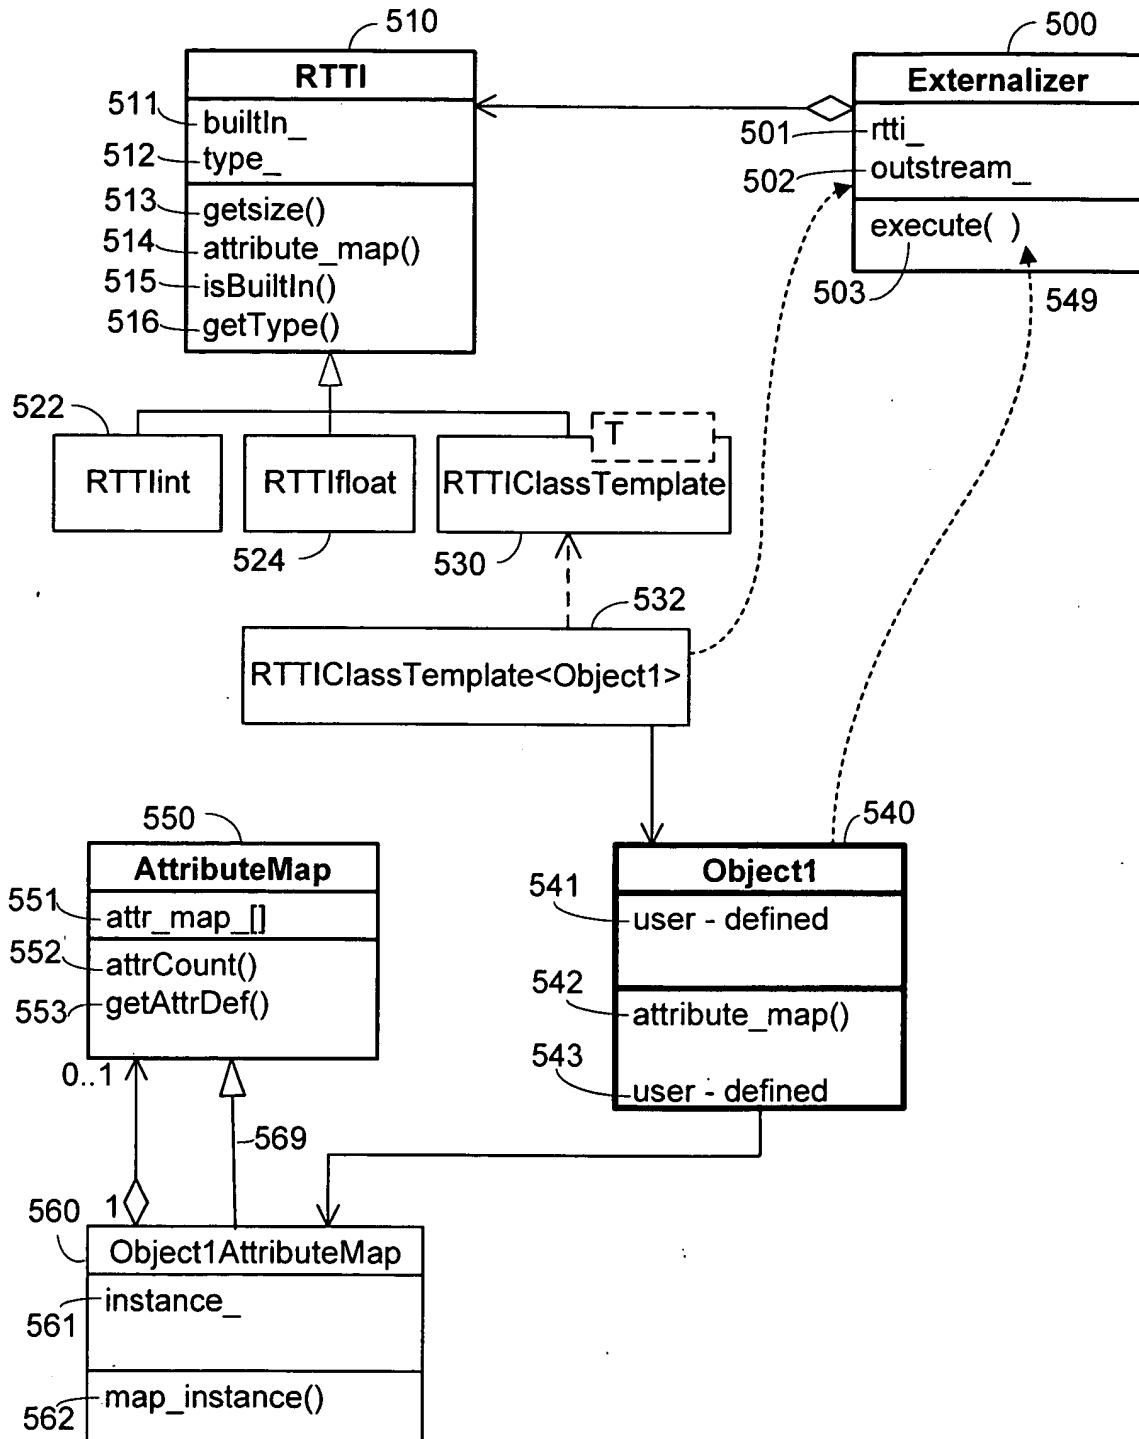 510
RTTI
511
builtIn_
512
type_
513
getsize()
514
attribute_map()
515
isBuiltIn()
516
getType()
500
Externalizer
501
rtti_
502
outstream_
execute( )
503
549
522
RTTIint
RTTIfloat
524
T
RTTIClassTemplate
530
532
RTTIClassTemplate<Object1>
550
AttributeMap
551
attr_map_[]
552
attrCount()
553
getAttrDef()
0..1
569
1
540
Object1
541
user - defined
542
attribute_map()
543
user - defined
560
Object1AttributeMap
561
instance_
562
map_instance()